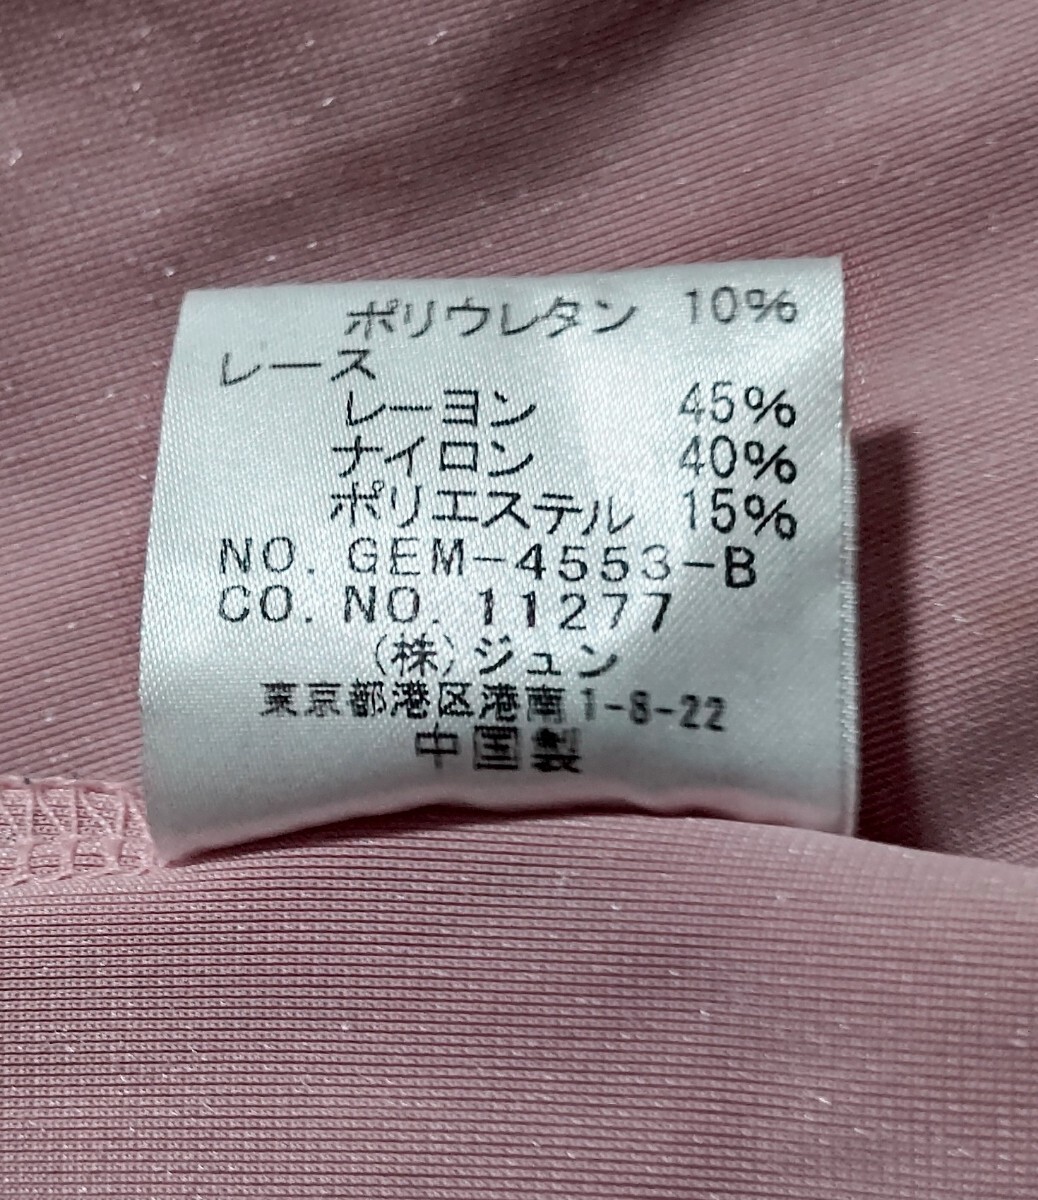 ポリウレタン 10%
レース
レーヨン 45%
ナイロン 40%
ポリエステル 15%
NO. GEM-4553-B
CO. NO. 11277
(株)ジュン
東京都港区港南1-8-22
中国製